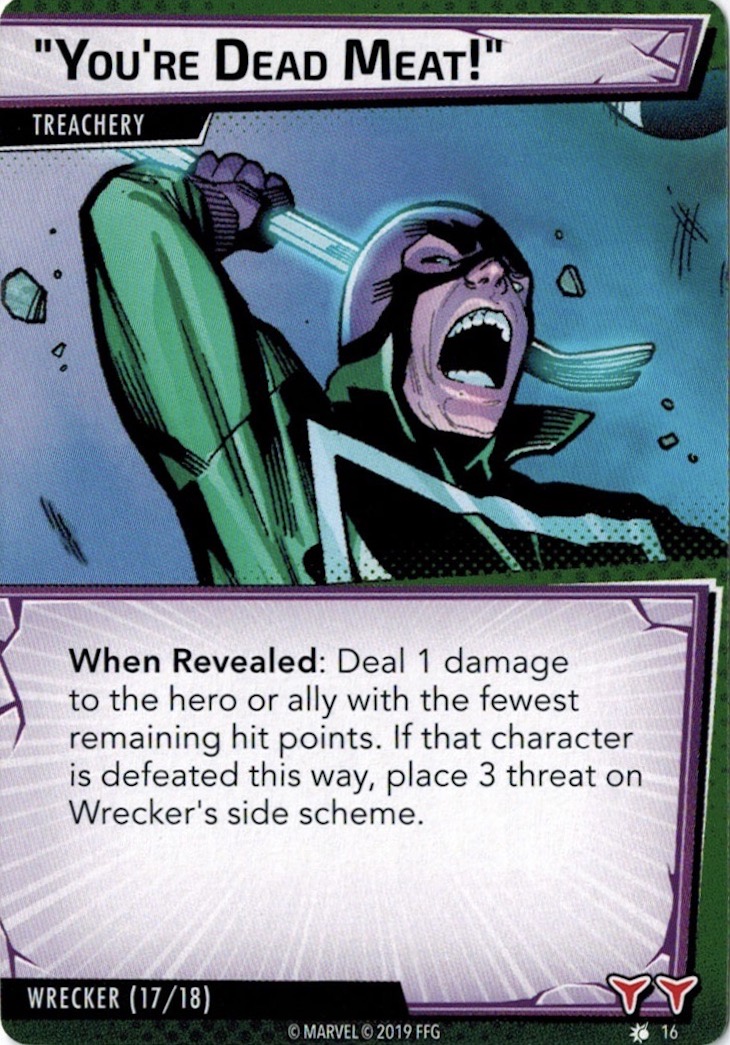 "You're Dead Meat!"
TREACHERY
When Revealed: Deal 1 damage
to the hero or ally with the fewest
remaining hit points. If that character
is defeated this way, place 3 threat on
Wrecker's side scheme.
WRECKER (17/18)
© MARVEL © 2019 FFG
16